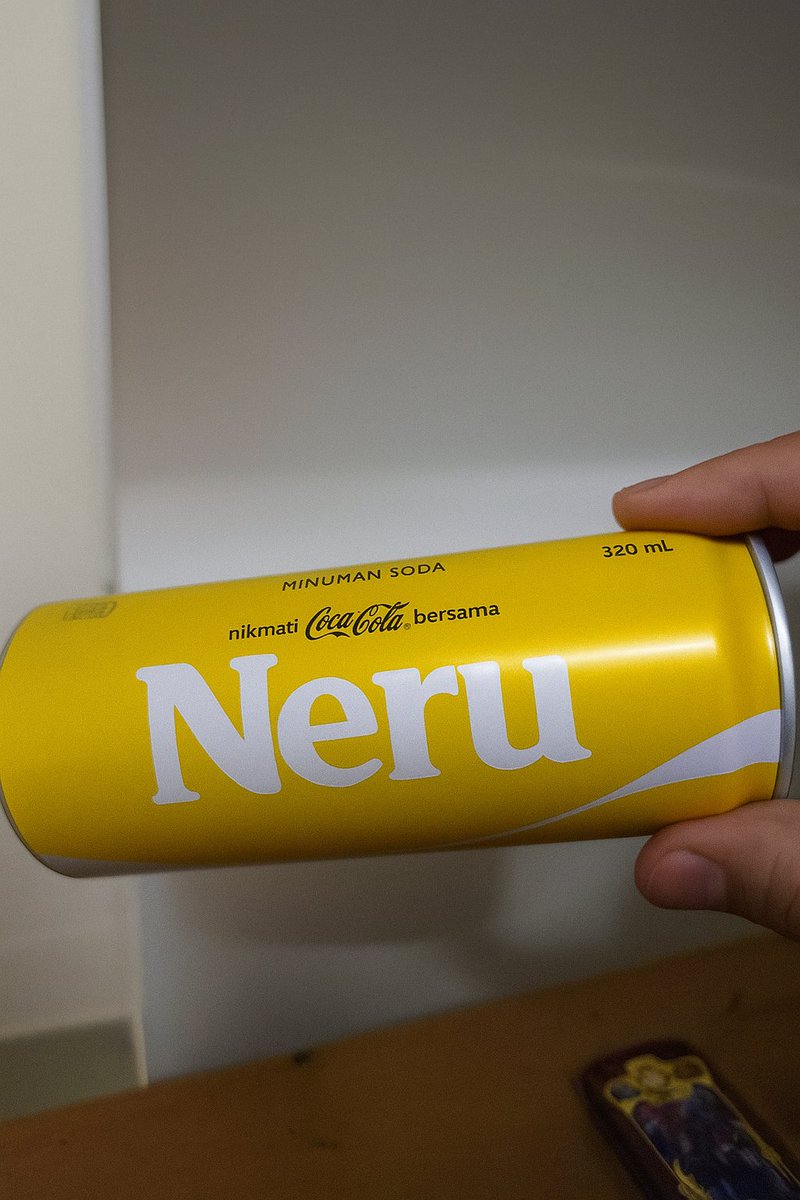 MINUMAN SODA
320 mL
nikmati Coca-Cola® bersama
Neru